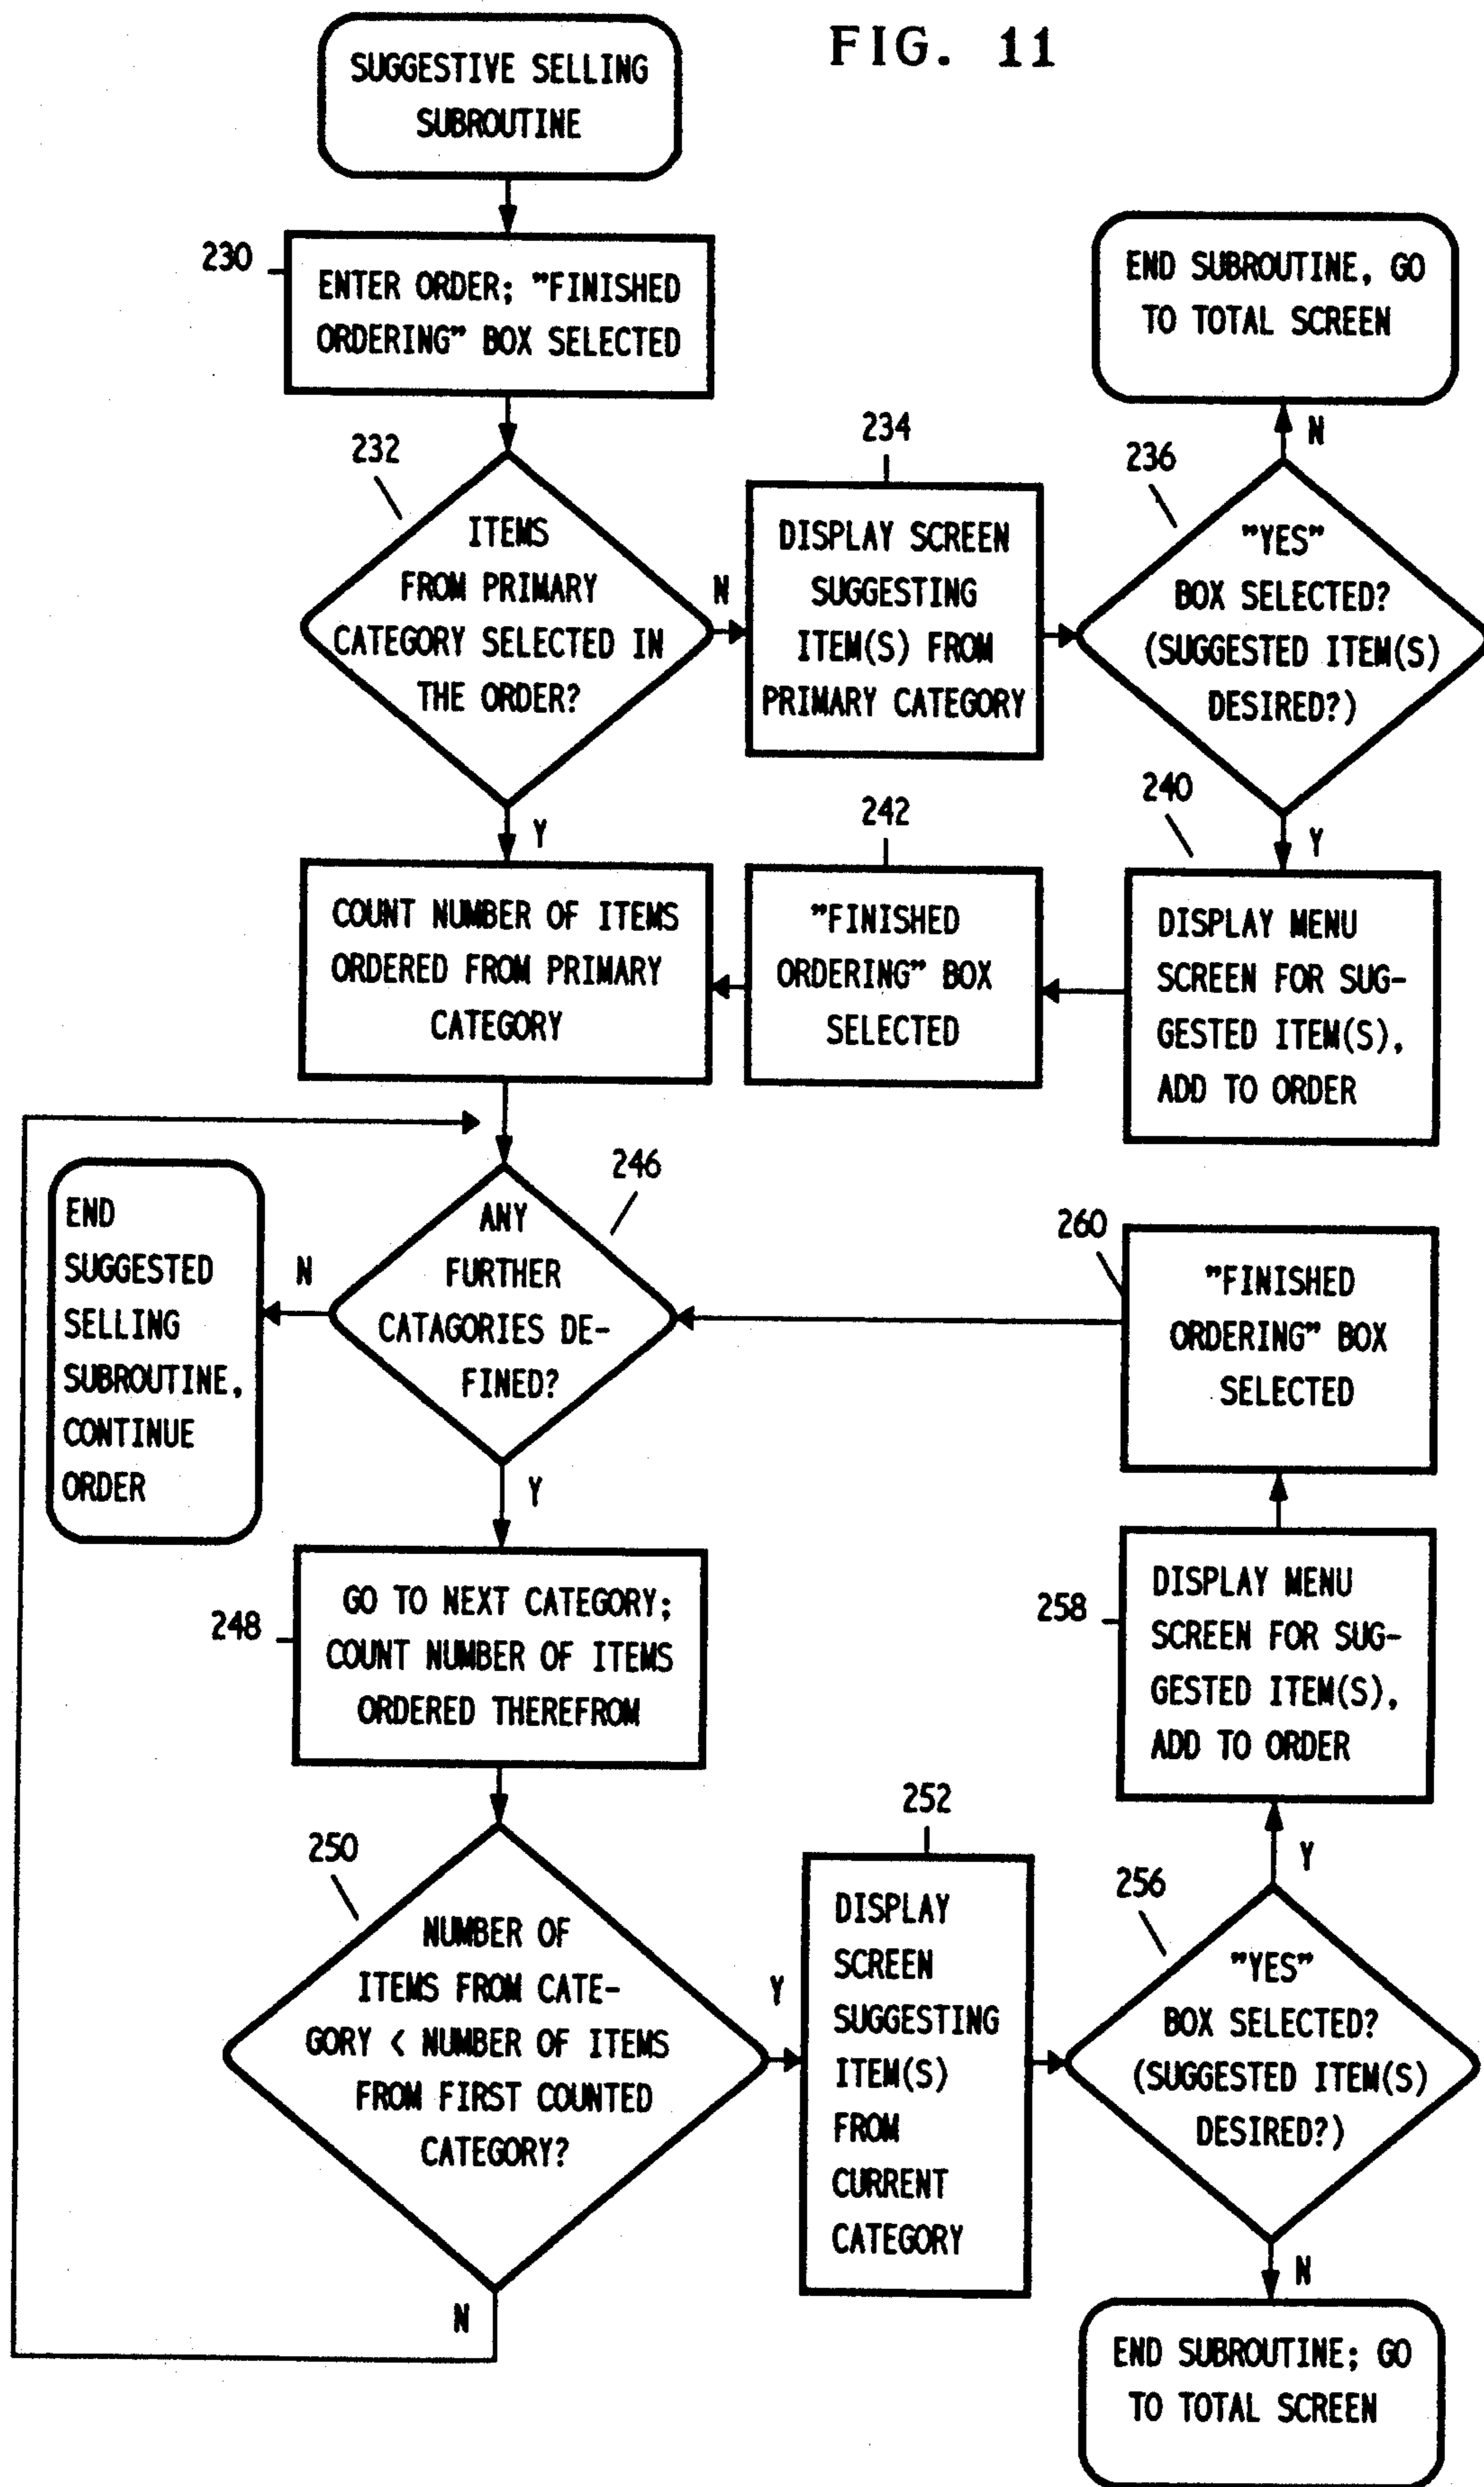 FIG. 11
SUGGESTIVE SELLING
SUBROUTINE
230
ENTER ORDER; "FINISHED
ORDERING" BOX SELECTED
END SUBROUTINE, GO
TO TOTAL SCREEN
232
ITEMS
FROM PRIMARY
CATEGORY SELECTED IN
THE ORDER?
N
Y
234
DISPLAY SCREEN
SUGGESTING
ITEM(S) FROM
PRIMARY CATEGORY
N
236
"YES"
BOX SELECTED?
(SUGGESTED ITEM(S)
DESIRED?)
Y
240
DISPLAY MENU
SCREEN FOR SUG-
GESTED ITEM(S),
ADD TO ORDER
242
"FINISHED
ORDERING" BOX
SELECTED
COUNT NUMBER OF ITEMS
ORDERED FROM PRIMARY
CATEGORY
246
ANY
FURTHER
CATAGORIES DE-
FINED?
N
END
SUGGESTED
SELLING
SUBROUTINE,
CONTINUE
ORDER
Y
260
"FINISHED
ORDERING" BOX
SELECTED
248
GO TO NEXT CATEGORY;
COUNT NUMBER OF ITEMS
ORDERED THEREFROM
258
DISPLAY MENU
SCREEN FOR SUG-
GESTED ITEM(S),
ADD TO ORDER
250
NUMBER OF
ITEMS FROM CATE-
GORY < NUMBER OF ITEMS
FROM FIRST COUNTED
CATEGORY?
Y
N
252
DISPLAY
SCREEN
SUGGESTING
ITEM(S)
FROM
CURRENT
CATEGORY
Y
256
"YES"
BOX SELECTED?
(SUGGESTED ITEM(S)
DESIRED?)
N
END SUBROUTINE; GO
TO TOTAL SCREEN